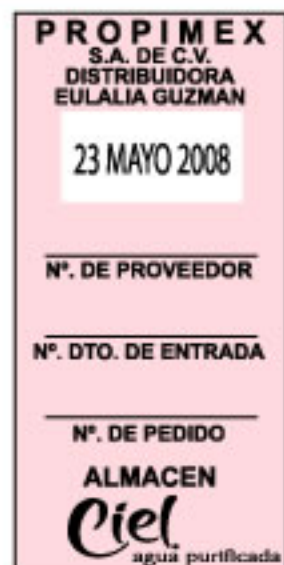 PROPIMEX
S.A. DE C.V.
DISTRIBUIDORA
EULALIA GUZMAN
23 MAYO 2008
Nº. DE PROVEEDOR
Nº. DTO. DE ENTRADA
Nº. DE PEDIDO
ALMACEN
Ciel
agua purificada